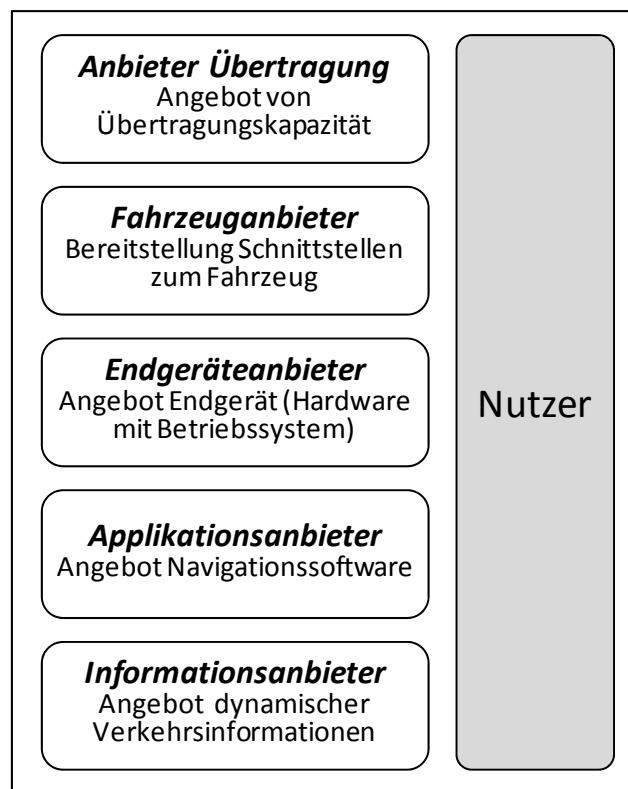 Anbieter Übertragung
Angebot von
Übertragungskapazität
Fahrzeuganbieter
Bereitstellung Schnittstellen
zum Fahrzeug
Endgeräteanbieter
Angebot Endgerät (Hardware
mit Betriebssystem)
Applikationsanbieter
Angebot Navigationssoftware
Informationsanbieter
Angebot dynamischer
Verkehrsinformationen
Nutzer